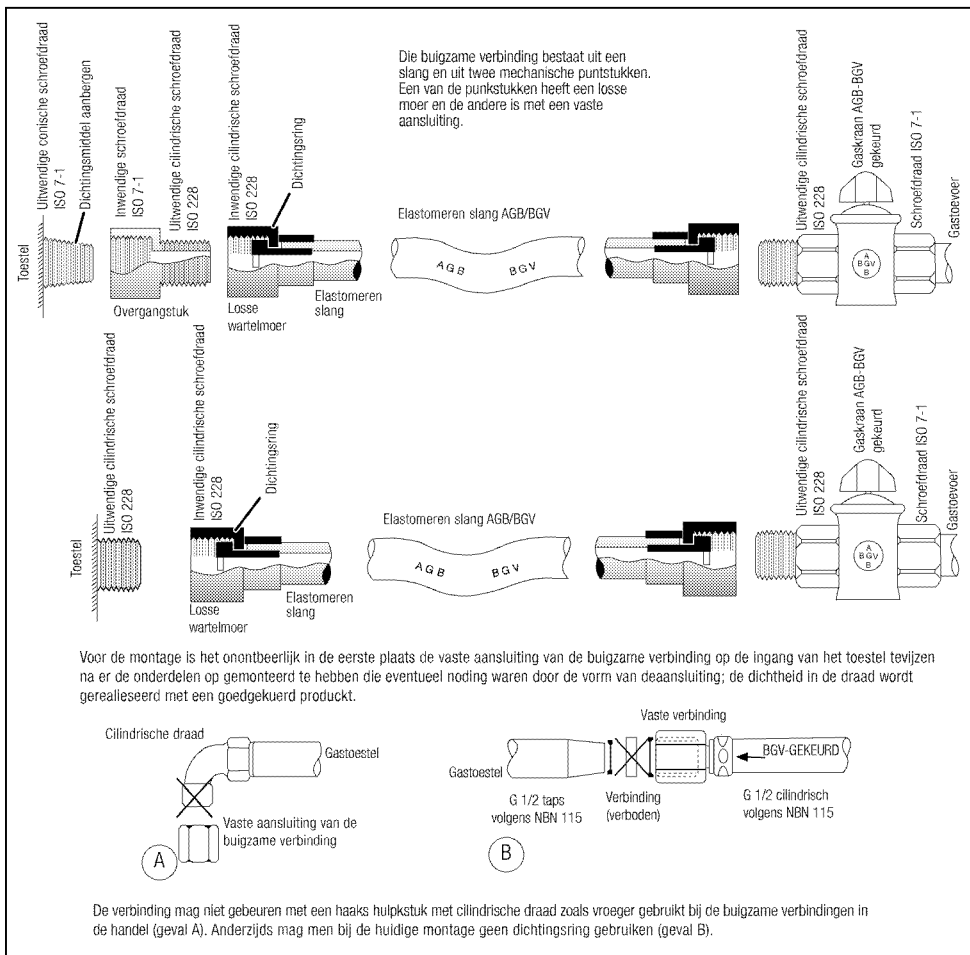 Die buigzame verbinding bestaat uit een
slang en uit twee mechanische puntstukken.
Een van de punkstukken heeft een losse
moer en de andere is met een vaste
aansluiting.
Toestel
Uitwendige conische schroefdraad
ISO 7-1
Dichtingsmiddel aanbergen
Inwendige schroefdraad
ISO 7-1
Uitwendige cilindrische schroefdraad
ISO 228
Inwendige cilindrische schroefdraad
ISO 228
Dichtingsring
Elastomeren slang AGB/BGV
AGB BGV
Uitwendige cilindrische schroefdraad
ISO 228
Gaskraan AGB-BGV
gekeurd
Schroefdraad ISO 7-1
Gastoevoer
A
BGV
B
Overgangstuk
Losse
wartelmoer
Elastomeren
slang
Toestel
Uitwendige cilindrische schroefdraad
ISO 228
Inwendige cilindrische schroefdraad
ISO 228
Dichtingsring
Elastomeren slang AGB/BGV
AGB BGV
Uitwendige cilindrische schroefdraad
ISO 228
Gaskraan AGB-BGV
gekeurd
Schroefdraad ISO 7-1
Gastoevoer
A
BGV
B
Losse
wartelmoer
Elastomeren
slang
Voor de montage is het onontbeerlijk in de eerste plaats de vaste aansluiting van de buigzame verbinding op de ingang van het toestel tevijzen
na er de onderdelen op gemonteerd te hebben die eventueel noding waren door de vorm van deaansluiting; de dichtheid in de draad wordt
gerealieseerd met een goedgekuerd produckt.
Cilindrische draad
Gastoestel
Vaste aansluiting van de
buigzame verbinding
A
Vaste verbinding
BGV-GEKEURD
Gastoestel
G 1/2 taps
volgens NBN 115
Verbinding
(verboden)
G 1/2 cilindrisch
volgens NBN 115
B
De verbinding mag niet gebeuren met een haaks hulpkstuk met cilindrische draad zoals vroeger gebruikt bij de buigzame verbindingen in
de handel (geval A). Anderzijds mag men bij de huidige montage geen dichtingsring gebruiken (geval B).